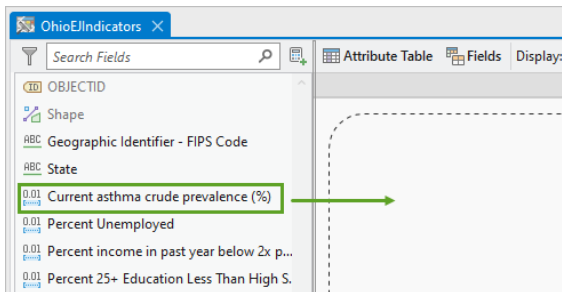 OhioEJIndicators
Search Fields
Attribute Table Fields Display:
ID OBJECTID
Shape
ABC Geographic Identifier - FIPS Code
ABC State
0.01 Current asthma crude prevalence (%)
0.01 Percent Unemployed
0.01 Percent income in past year below 2x p...
0.01 Percent 25+ Education Less Than High S.